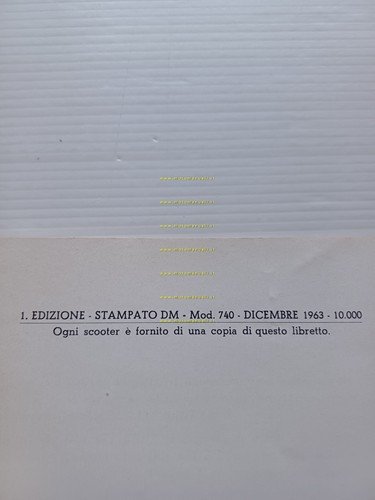 1. EDIZIONE - STAMPATO DM - Mod. 740 - DICEMBRE 1963 - 10.000
Ogni scooter è fornito di una copia di questo libretto.